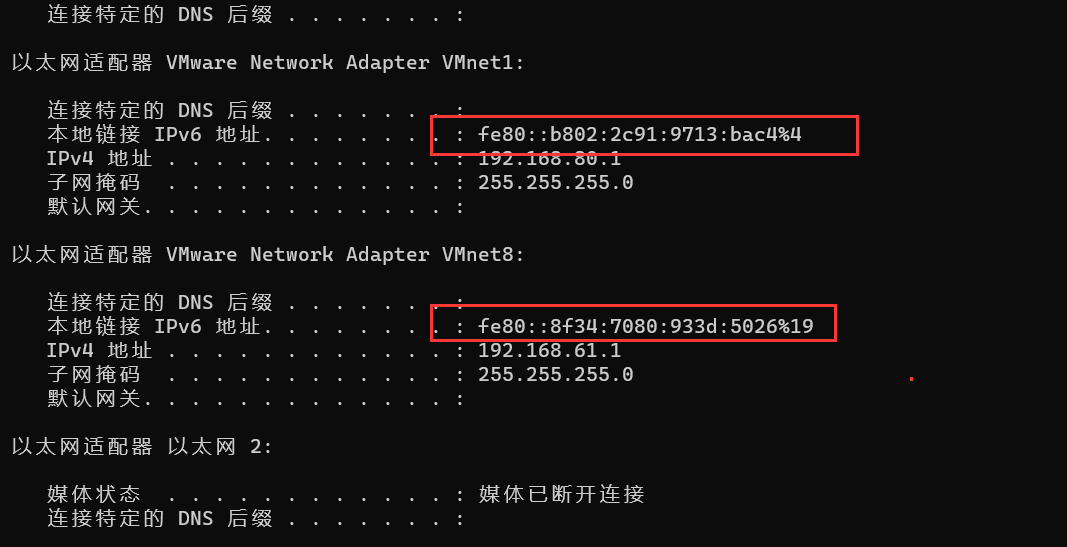 连接特定的 DNS 后缀 . . . . . . . :
以太网适配器 VMware Network Adapter VMnet1:
连接特定的 DNS 后缀 . . . . . . . :
本地链接 IPv6 地址. . . . . . . . : fe80::b802:2c91:9713:bac4%4
IPv4 地址 . . . . . . . . . . . . : 192.168.80.1
子网掩码  . . . . . . . . . . . . : 255.255.255.0
默认网关. . . . . . . . . . . . . :
以太网适配器 VMware Network Adapter VMnet8:
连接特定的 DNS 后缀 . . . . . . . :
本地链接 IPv6 地址. . . . . . . . : fe80::8f34:7080:933d:5026%19
IPv4 地址 . . . . . . . . . . . . : 192.168.61.1
子网掩码  . . . . . . . . . . . . : 255.255.255.0
默认网关. . . . . . . . . . . . . :
以太网适配器 以太网 2:
媒体状态  . . . . . . . . . . . . : 媒体已断开连接
连接特定的 DNS 后缀 . . . . . . . :